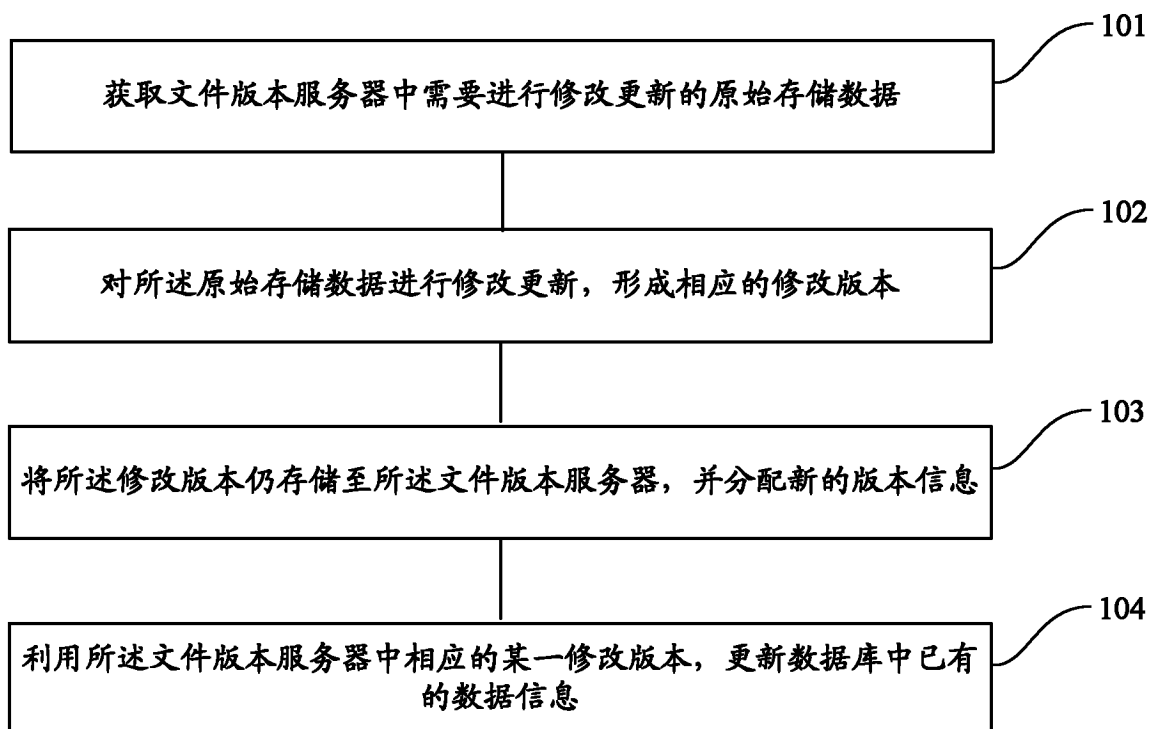 101
获取文件版本服务器中需要进行修改更新的原始存储数据
102
对所述原始存储数据进行修改更新，形成相应的修改版本
103
将所述修改版本仍存储至所述文件版本服务器，并分配新的版本信息
104
利用所述文件版本服务器中相应的某一修改版本，更新数据库中已有
的数据信息